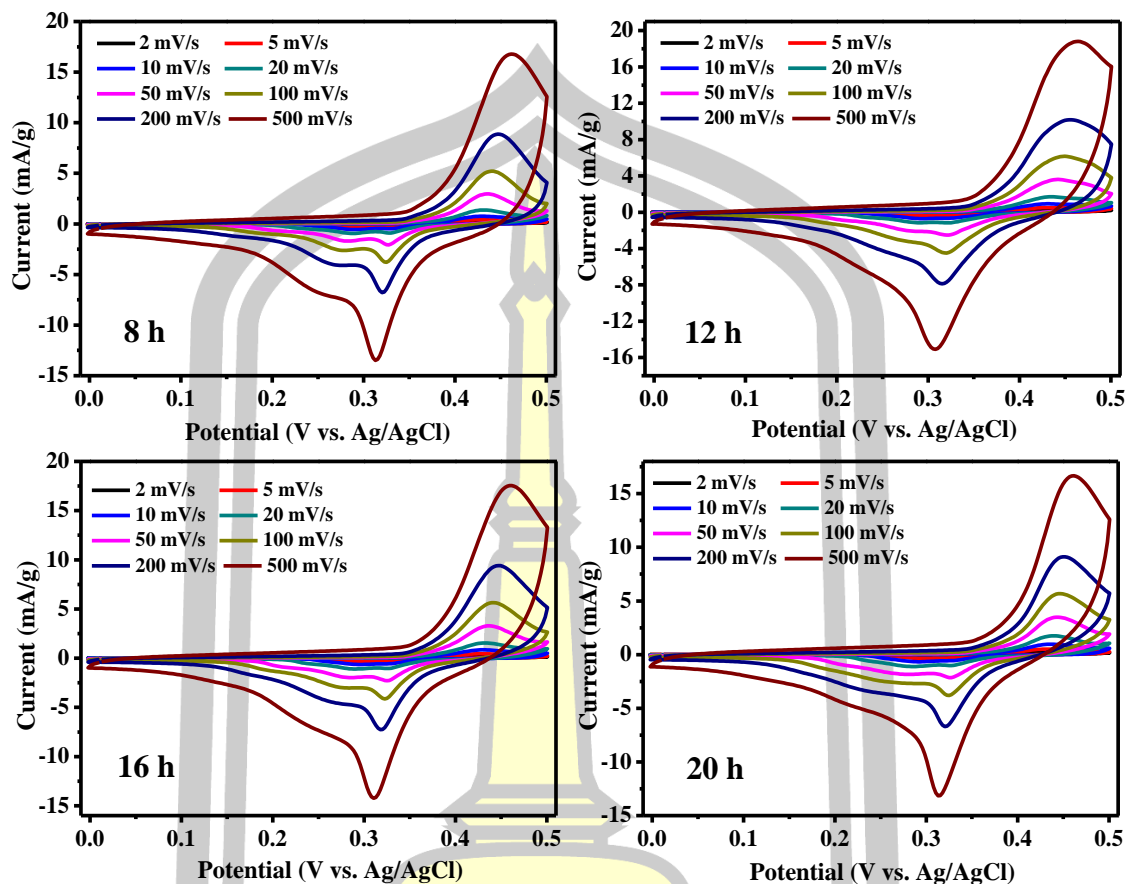 20
15
10
5
0
-5
-10
-15
Current (mA/g)
2 mV/s 5 mV/s
10 mV/s 20 mV/s
50 mV/s 100 mV/s
200 mV/s 500 mV/s
8 h
0.0 0.1 0.2 0.3 0.4 0.5
Potential (V vs. Ag/AgCl)
20
16
12
8
4
0
-4
-8
-12
-16
Current (mA/g)
2 mV/s 5 mV/s
10 mV/s 20 mV/s
50 mV/s 100 mV/s
200 mV/s 500 mV/s
12 h
0.0 0.1 0.2 0.3 0.4 0.5
Potential (V vs. Ag/AgCl)
20
15
10
5
0
-5
-10
-15
Current (mA/g)
2 mV/s 5 mV/s
10 mV/s 20 mV/s
50 mV/s 100 mV/s
200 mV/s 500 mV/s
16 h
0.0 0.1 0.2 0.3 0.4 0.5
Potential (V vs. Ag/AgCl)
15
10
5
0
-5
-10
-15
Current (mA/g)
2 mV/s 5 mV/s
10 mV/s 20 mV/s
50 mV/s 100 mV/s
200 mV/s 500 mV/s
20 h
0.0 0.1 0.2 0.3 0.4 0.5
Potential (V vs. Ag/AgCl)